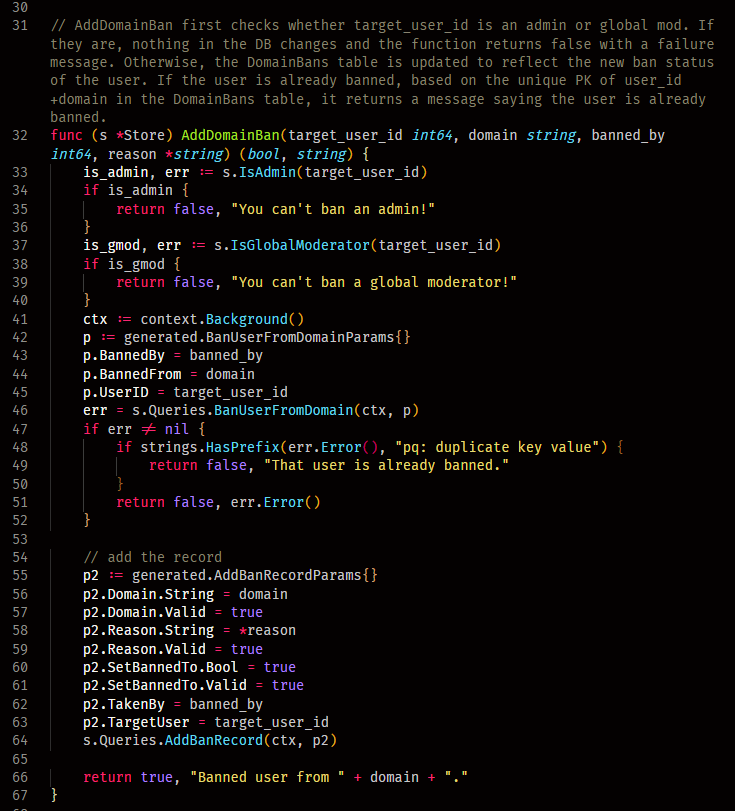 30
31 // AddDomainBan first checks whether target_user_id is an admin or global mod. If
they are, nothing in the DB changes and the function returns false with a failure
message. Otherwise, the DomainBans table is updated to reflect the new ban status
of the user. If the user is already banned, based on the unique PK of user_id
+domain in the DomainBans table, it returns a message saying the user is already
banned.
32 func (s *Store) AddDomainBan(target_user_id int64, domain string, banned_by
int64, reason *string) (bool, string) {
33     is_admin, err := s.IsAdmin(target_user_id)
34     if is_admin {
35         return false, "You can't ban an admin!"
36     }
37     is_gmod, err := s.IsGlobalModerator(target_user_id)
38     if is_gmod {
39         return false, "You can't ban a global moderator!"
40     }
41     ctx := context.Background()
42     p := generated.BanUserFromDomainParams{}
43     p.BannedBy = banned_by
44     p.BannedFrom = domain
45     p.UserID = target_user_id
46     err = s.Queries.BanUserFromDomain(ctx, p)
47     if err ≠ nil {
48         if strings.HasPrefix(err.Error(), "pq: duplicate key value") {
49             return false, "That user is already banned."
50         }
51         return false, err.Error()
52     }
53
54     // add the record
55     p2 := generated.AddBanRecordParams{}
56     p2.Domain.String = domain
57     p2.Domain.Valid = true
58     p2.Reason.String = *reason
59     p2.Reason.Valid = true
60     p2.SetBannedTo.Bool = true
61     p2.SetBannedTo.Valid = true
62     p2.TakenBy = banned_by
63     p2.TargetUser = target_user_id
64     s.Queries.AddBanRecord(ctx, p2)
65
66     return true, "Banned user from " + domain + "."
67 }